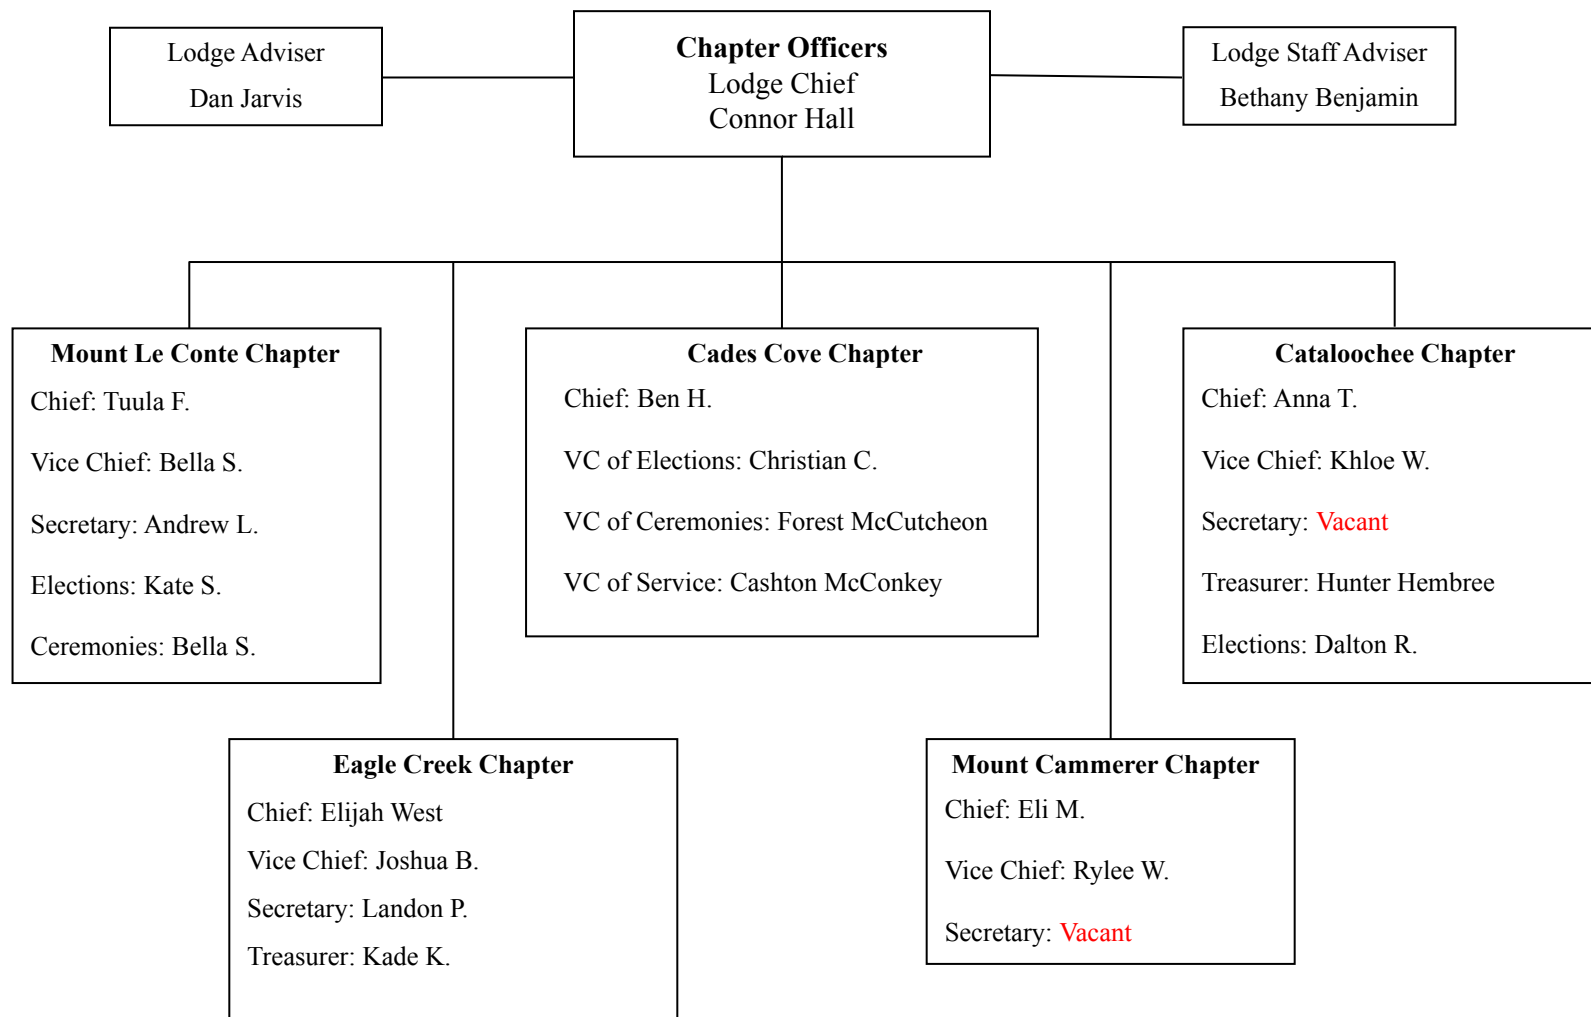 Lodge Adviser
Dan Jarvis
Chapter Officers
Lodge Chief
Connor Hall
Lodge Staff Adviser
Bethany Benjamin
Mount Le Conte Chapter
Chief: Tuula F.
Vice Chief: Bella S.
Secretary: Andrew L.
Elections: Kate S.
Ceremonies: Bella S.
Cades Cove Chapter
Chief: Ben H.
VC of Elections: Christian C.
VC of Ceremonies: Forest McCutcheon
VC of Service: Cashton McConkey
Cataloochee Chapter
Chief: Anna T.
Vice Chief: Khloe W.
Secretary: Vacant
Treasurer: Hunter Hembree
Elections: Dalton R.
Eagle Creek Chapter
Chief: Elijah West
Vice Chief: Joshua B.
Secretary: Landon P.
Treasurer: Kade K.
Mount Cammerer Chapter
Chief: Eli M.
Vice Chief: Rylee W.
Secretary: Vacant